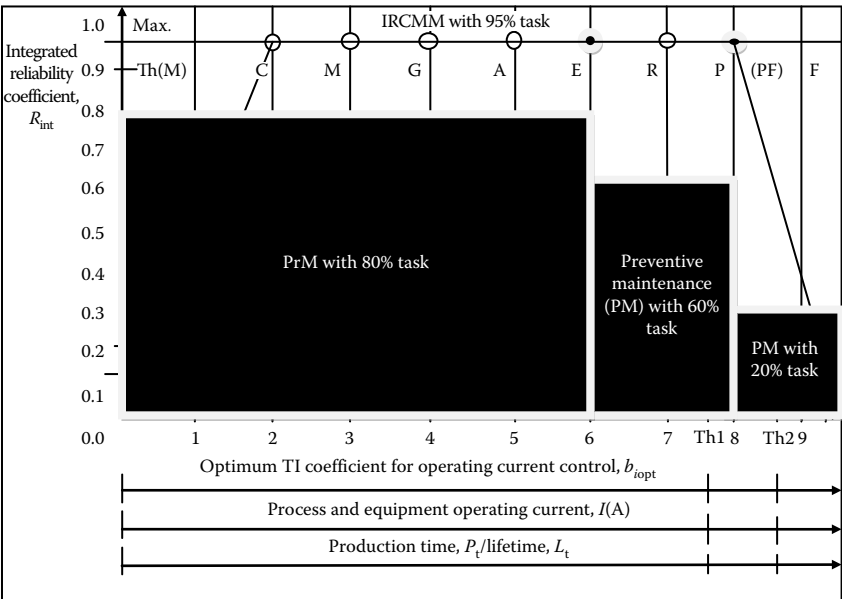 1.0
Max.
IRCMM with 95% task
Integrated
reliability
coefficient,
R_int
0.9
Th(M)
C
M
G
A
E
R
P
(PF)
F
0.8
0.7
0.6
0.5
0.4
0.3
0.2
0.1
0.0
PrM with 80% task
Preventive
maintenance
(PM) with 60%
task
PM with
20% task
1 2 3 4 5 6 7 Th1 8 Th2 9
Optimum TI coefficient for operating current control, b_iopt
Process and equipment operating current, I(A)
Production time, P_t/lifetime, L_t